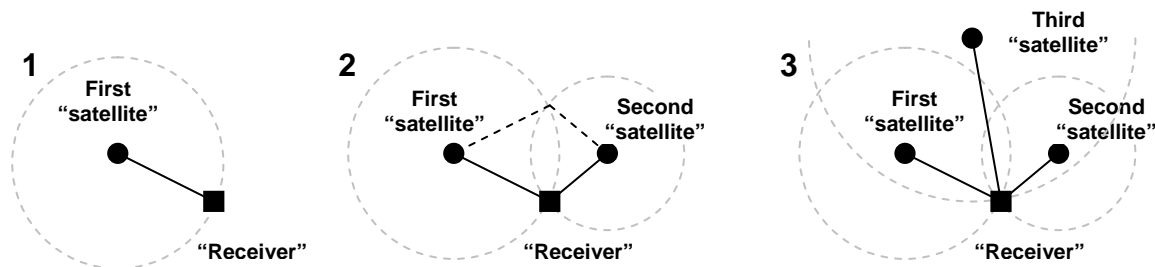 1
First
“satellite”
“Receiver”
2
First
“satellite”
Second
“satellite”
“Receiver”
3
Third
“satellite”
First
“satellite”
Second
“satellite”
“Receiver”